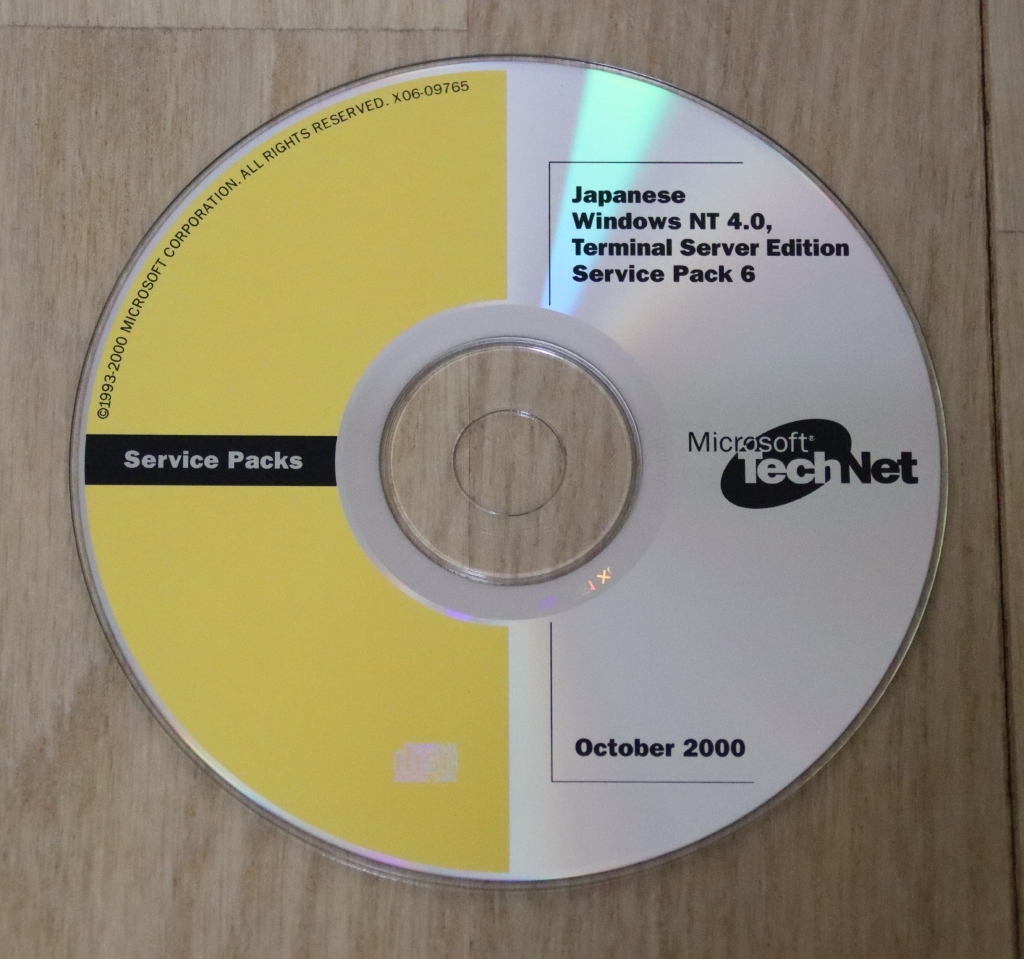 ©1993-2000 MICROSOFT CORPORATION. ALL RIGHTS RESERVED. X06-09765
Japanese
Windows NT 4.0,
Terminal Server Edition
Service Pack 6
Service Packs
Microsoft®
TechNet
October 2000